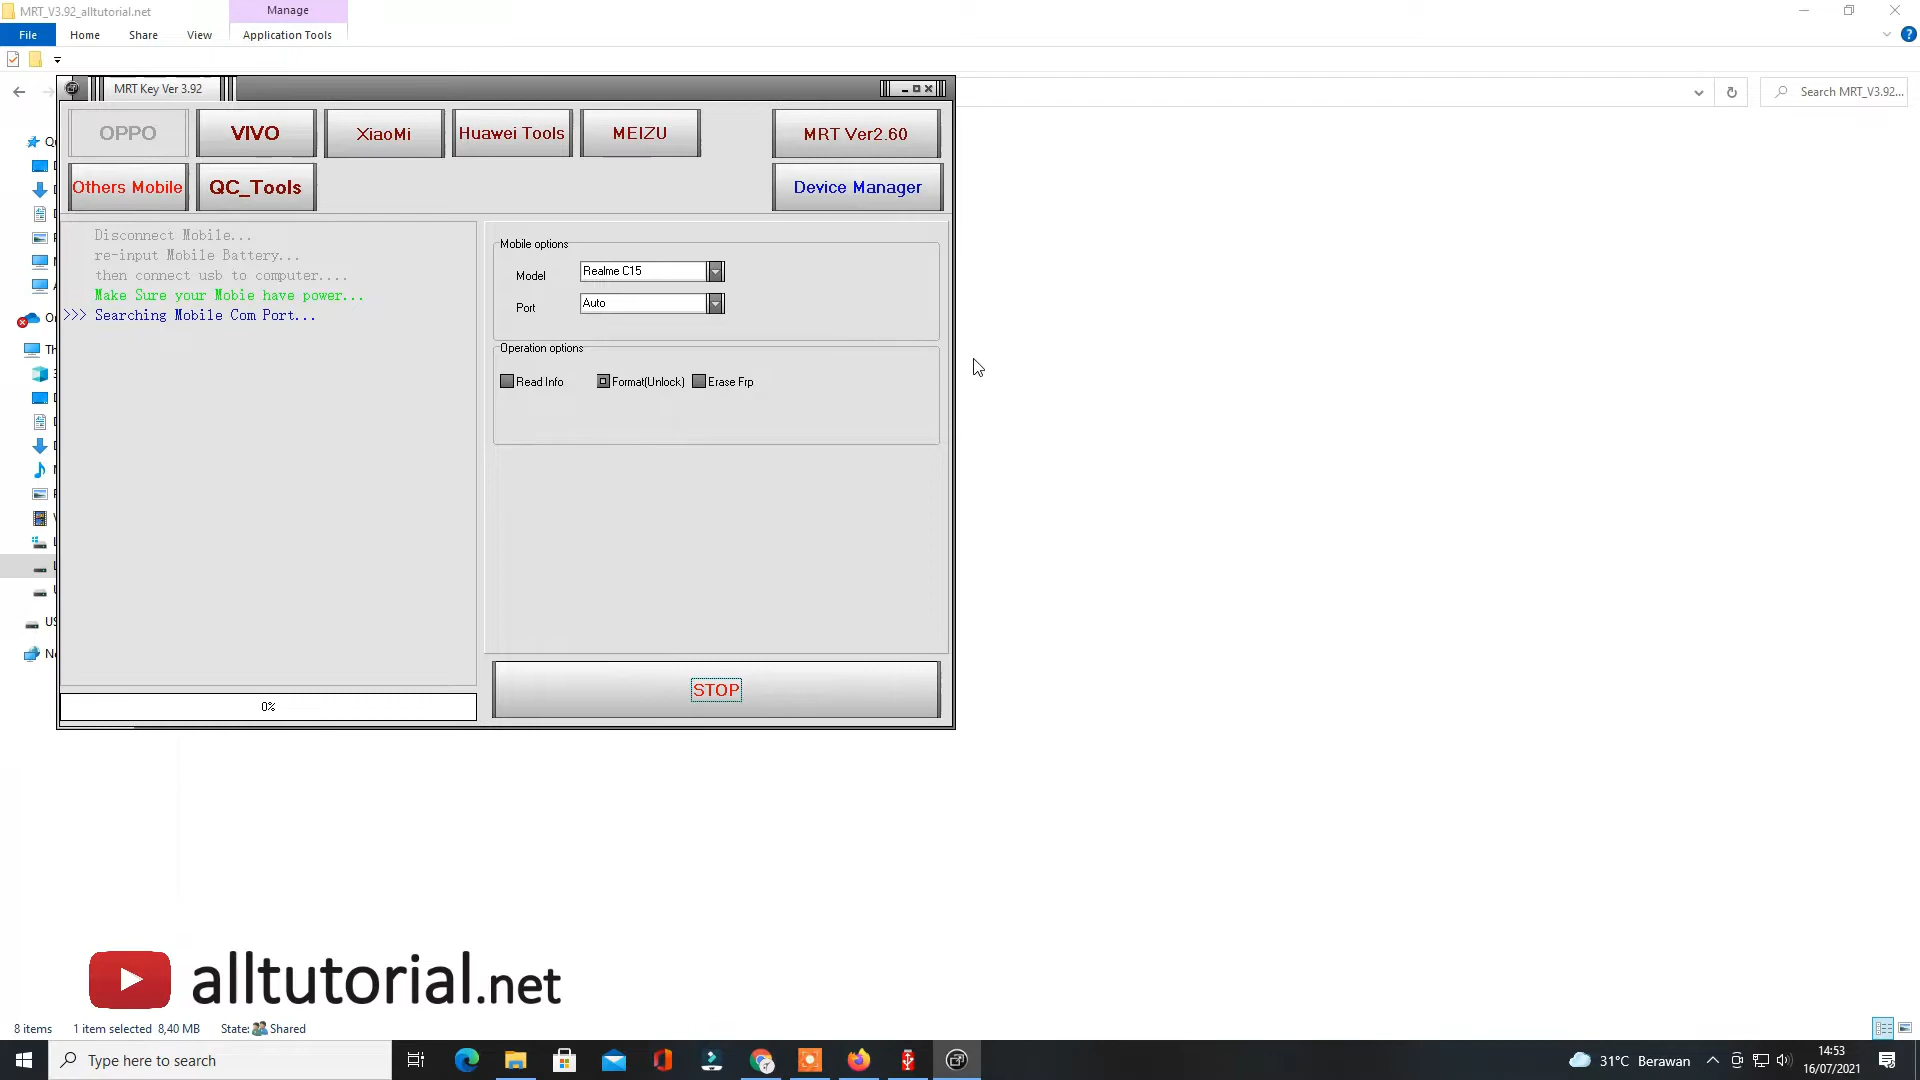 MRT_V3.92_alltutorial.net
Manage
File
Home
Share
View
Application Tools
Search MRT_V3.92...
MRT Key Ver 3.92
OPPO
VIVO
XiaoMi
Huawei Tools
MEIZU
MRT Ver2.60
Others Mobile
QC_Tools
Device Manager
Disconnect Mobile...
re-input Mobile Battery...
then connect usb to computer....
Make Sure your Mobie have power...
>>> Searching Mobile Com Port...
Mobile options
Model
Realme C15
Port
Auto
Operation options
Read Info
Format(Unlock)
Erase Frp
STOP
0%
alltutorial.net
8 items
1 item selected 8,40 MB
State: Shared
Type here to search
31°C Berawan
14:53
16/07/2021